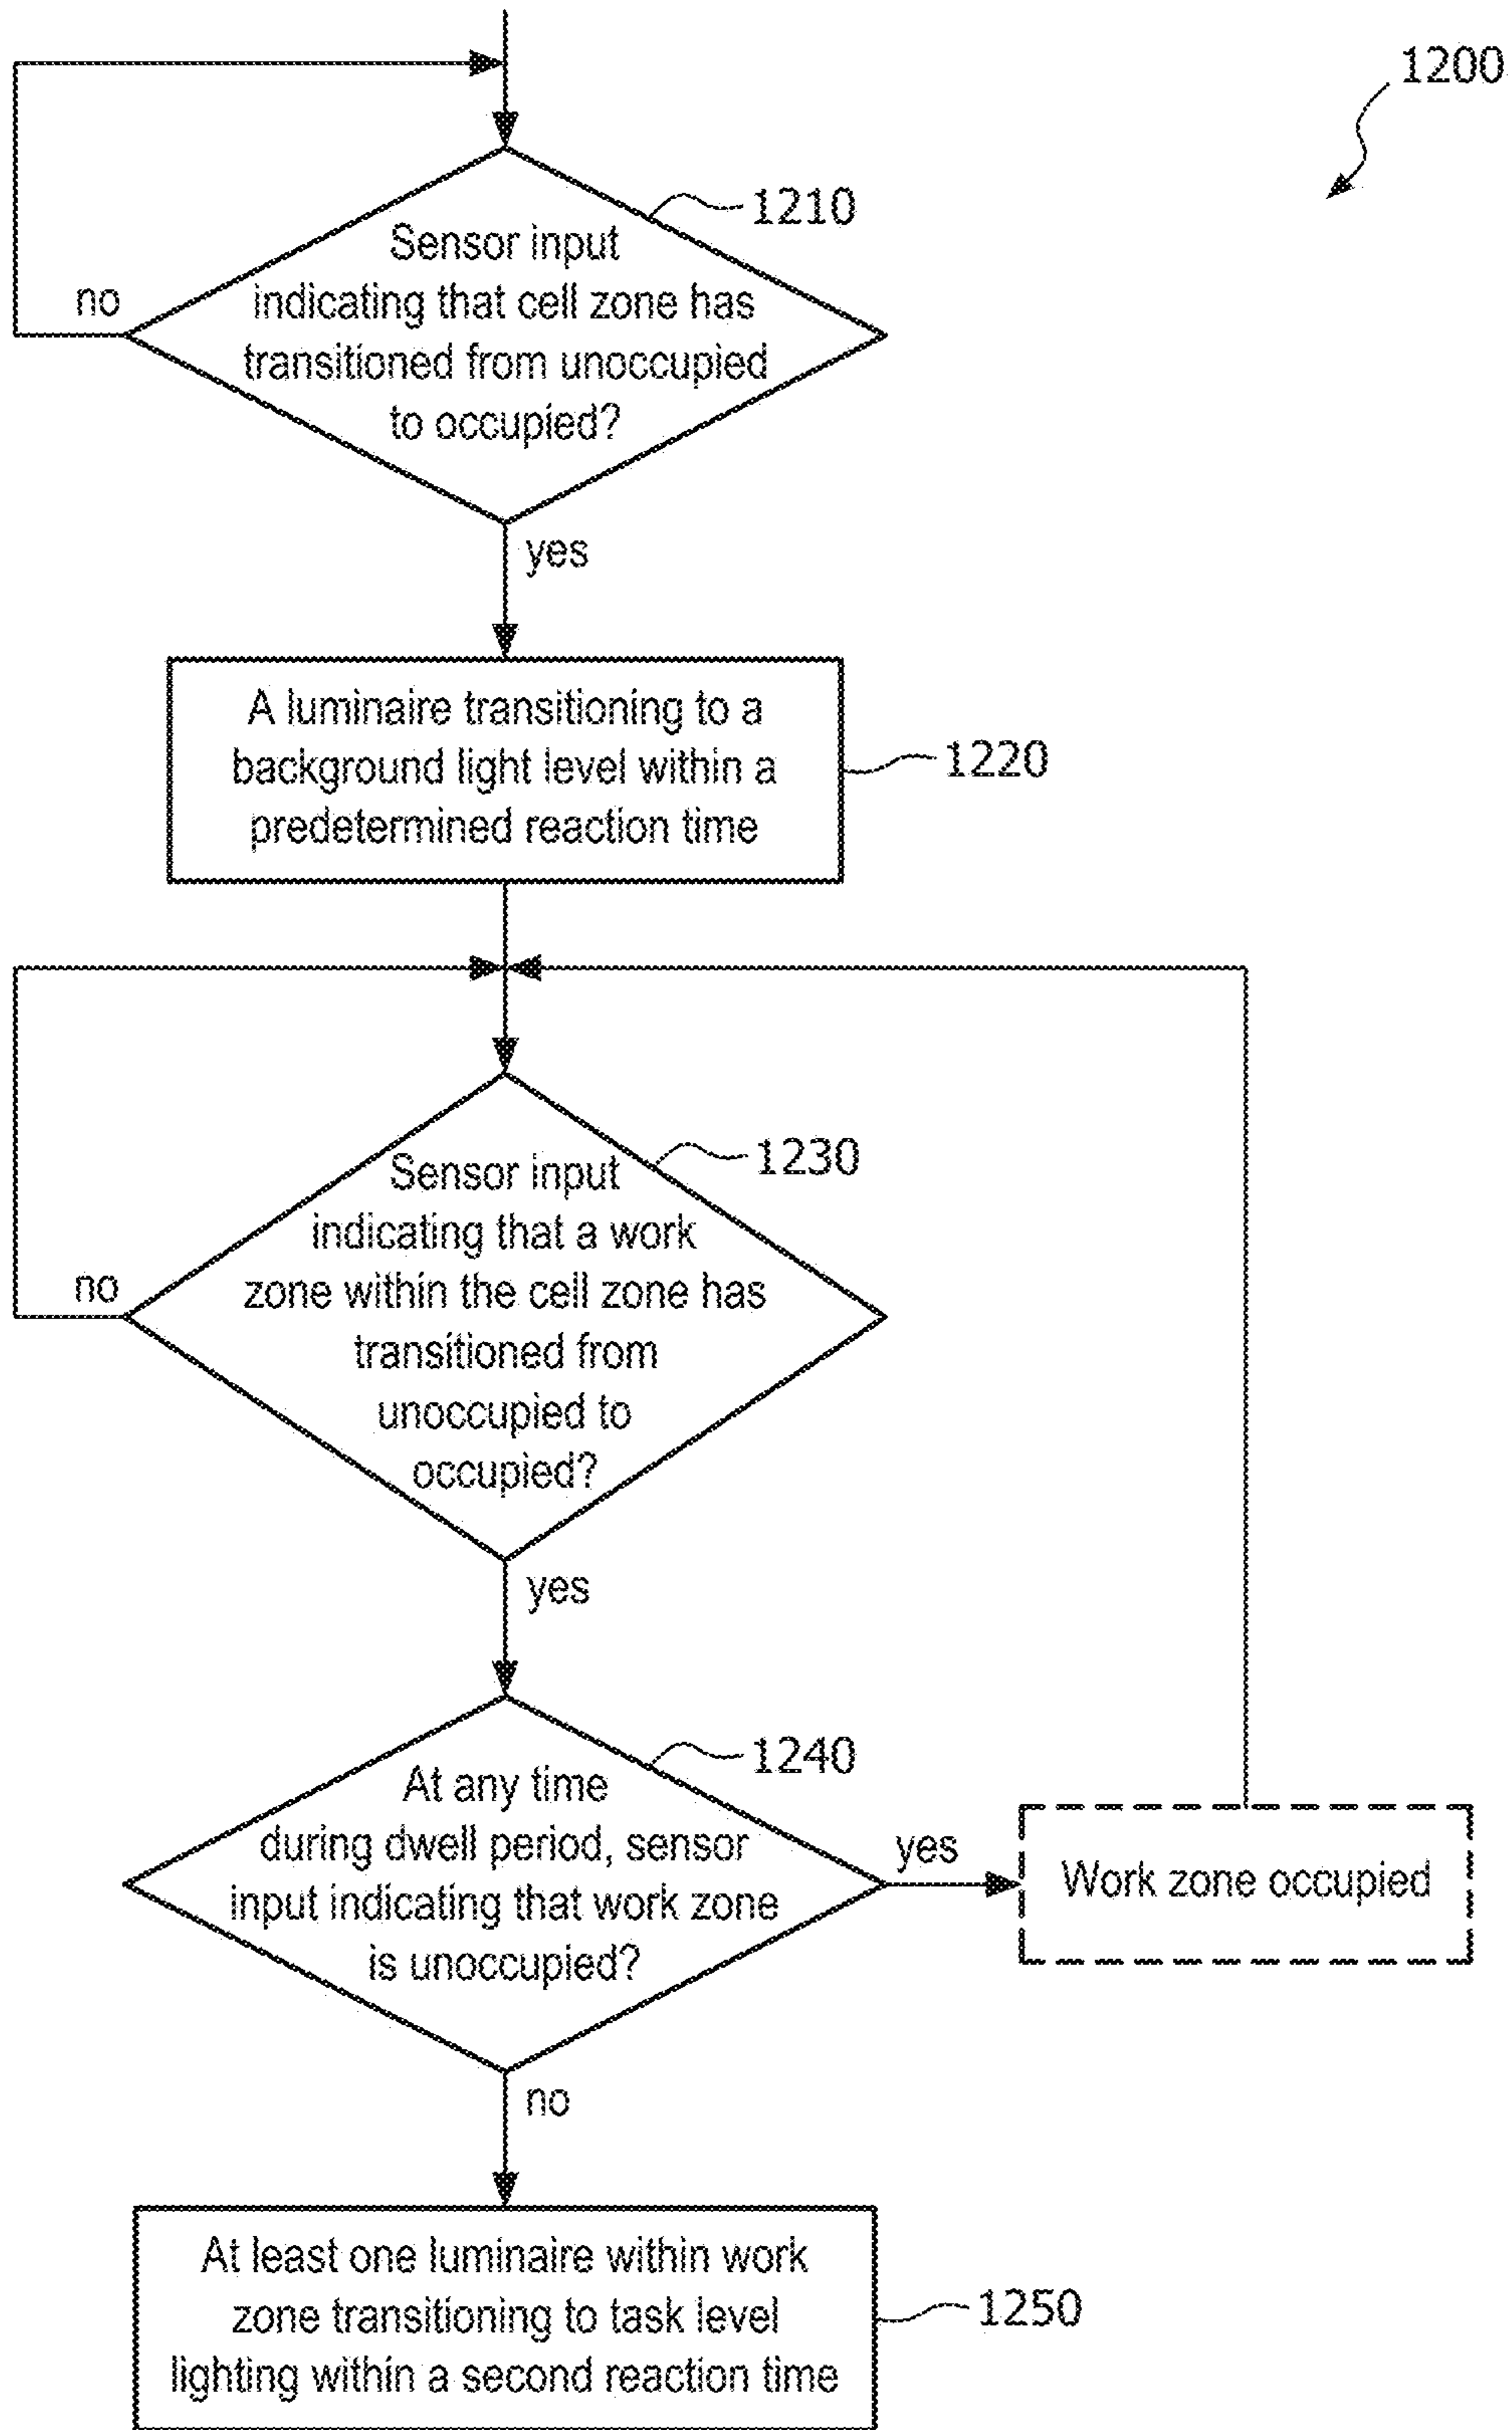 1200
1210
Sensor input
indicating that cell zone has
transitioned from unoccupied
to occupied?
no
yes
A luminaire transitioning to a
background light level within a
predetermined reaction time
1220
1230
Sensor input
indicating that a work
zone within the cell zone has
transitioned from
unoccupied to
occupied?
no
yes
1240
At any time
during dwell period, sensor
input indicating that work zone
is unoccupied?
yes
Work zone occupied
no
At least one luminaire within work
zone transitioning to task level
lighting within a second reaction time
1250